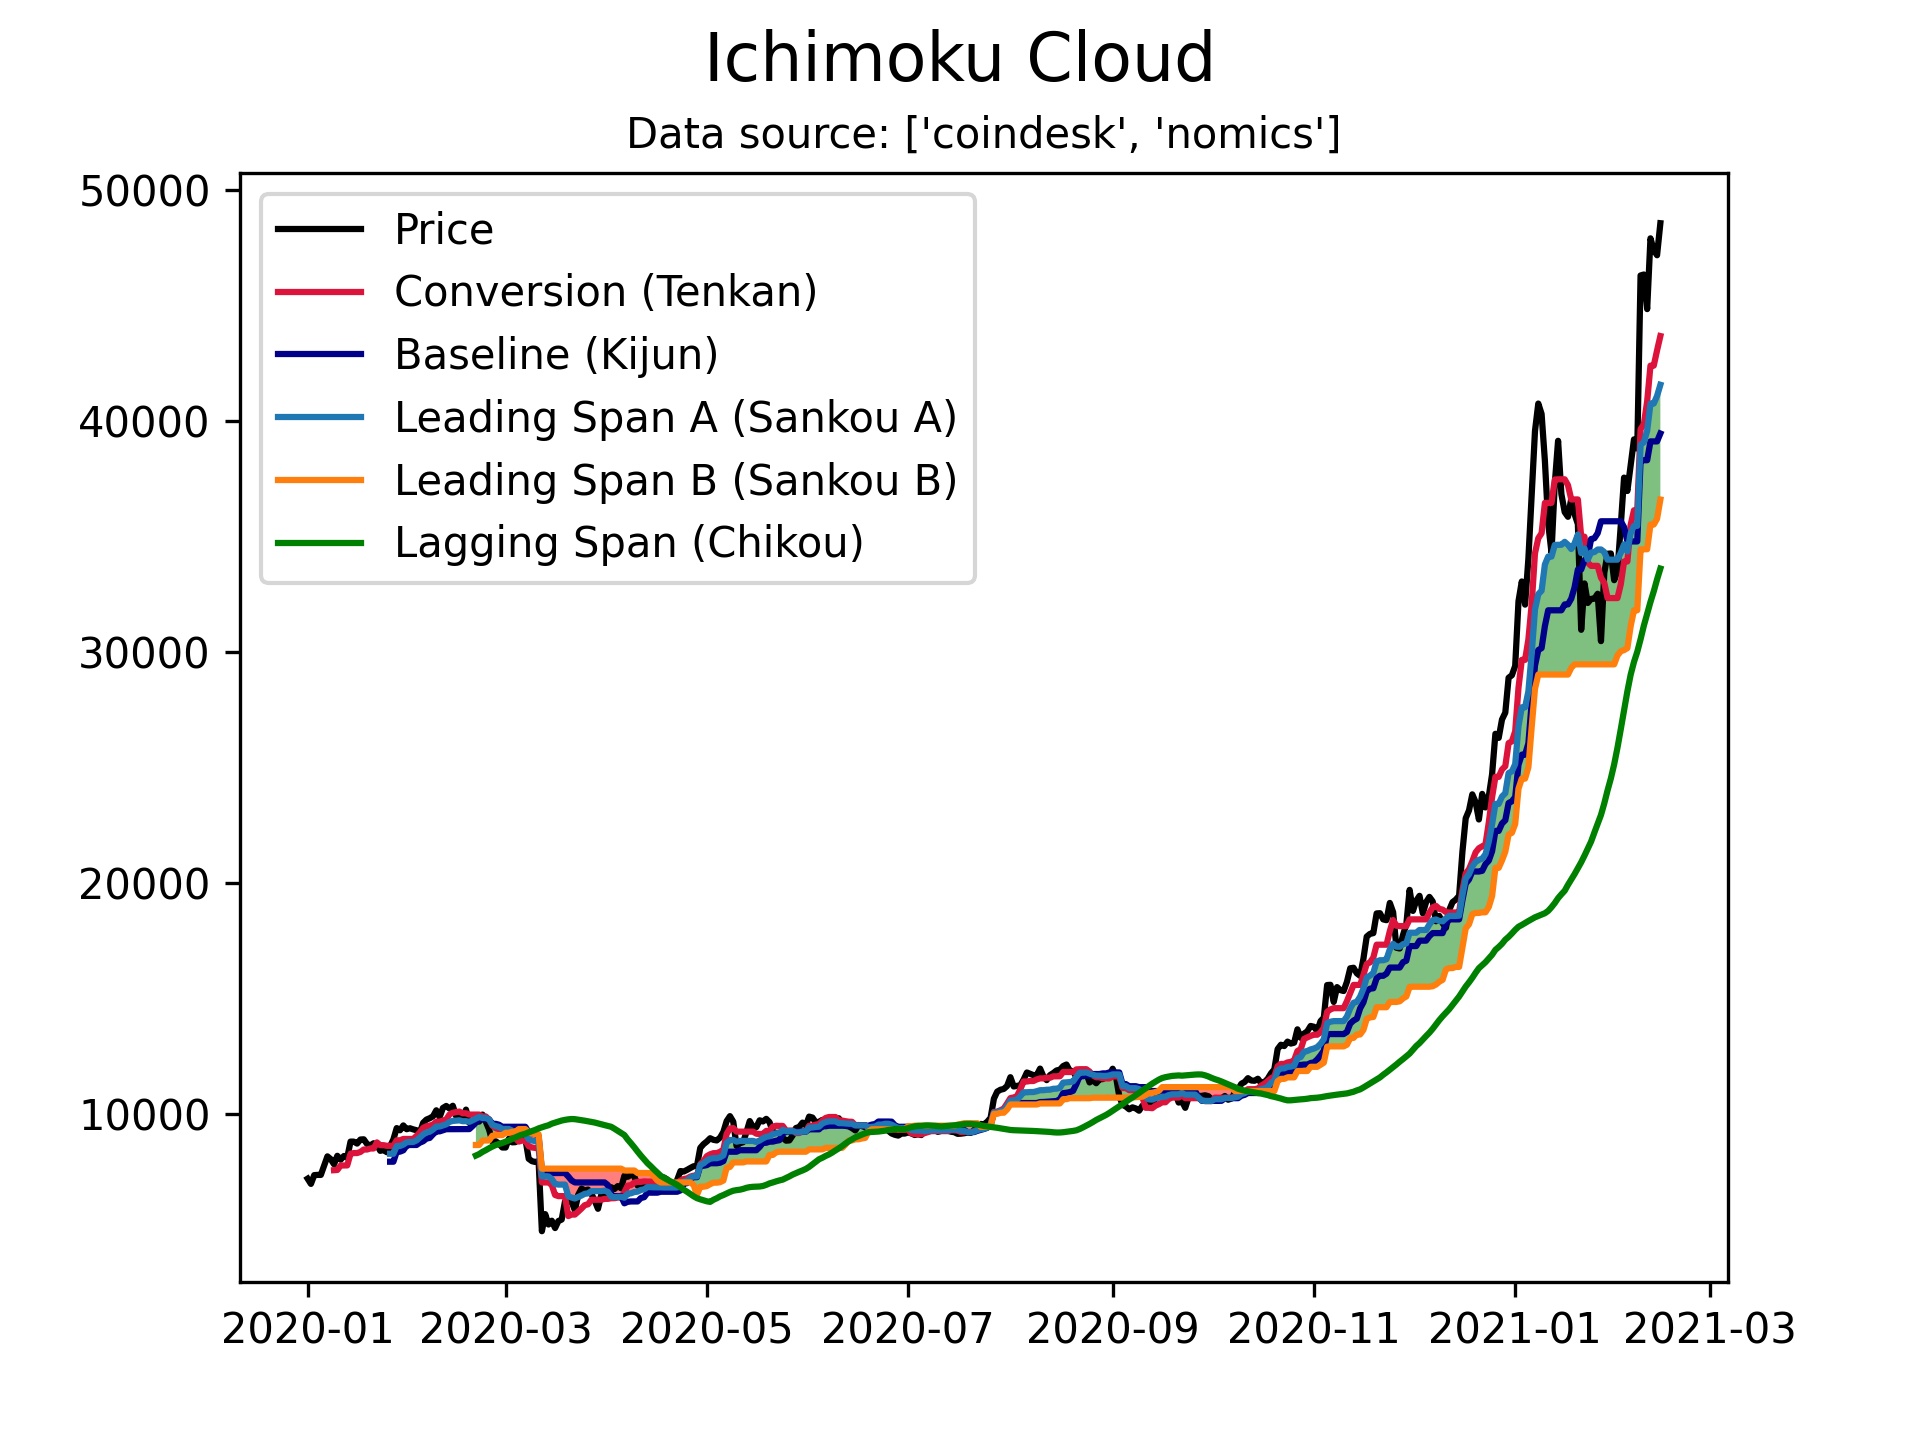 Ichimoku Cloud
Data source: ['coindesk', 'nomics']
50000
40000
30000
20000
10000
Price
Conversion (Tenkan)
Baseline (Kijun)
Leading Span A (Sankou A)
Leading Span B (Sankou B)
Lagging Span (Chikou)
2020-01 2020-03 2020-05 2020-07 2020-09 2020-11 2021-01 2021-03